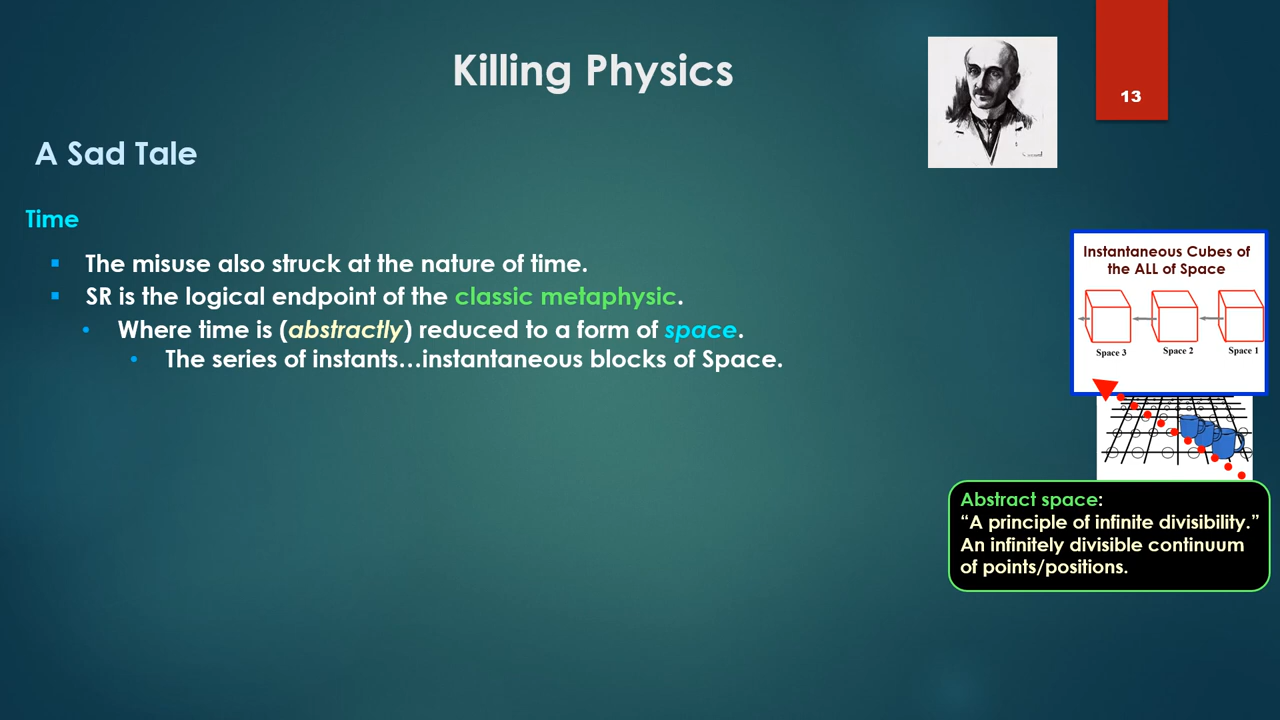 Killing Physics
13
A Sad Tale
Time
The misuse also struck at the nature of time.
SR is the logical endpoint of the classic metaphysic.
Where time is (abstractly) reduced to a form of space.
The series of instants…instantaneous blocks of Space.
Instantaneous Cubes of
the ALL of Space
Space 3
Space 2
Space 1
Abstract space:
“A principle of infinite divisibility.”
An infinitely divisible continuum
of points/positions.